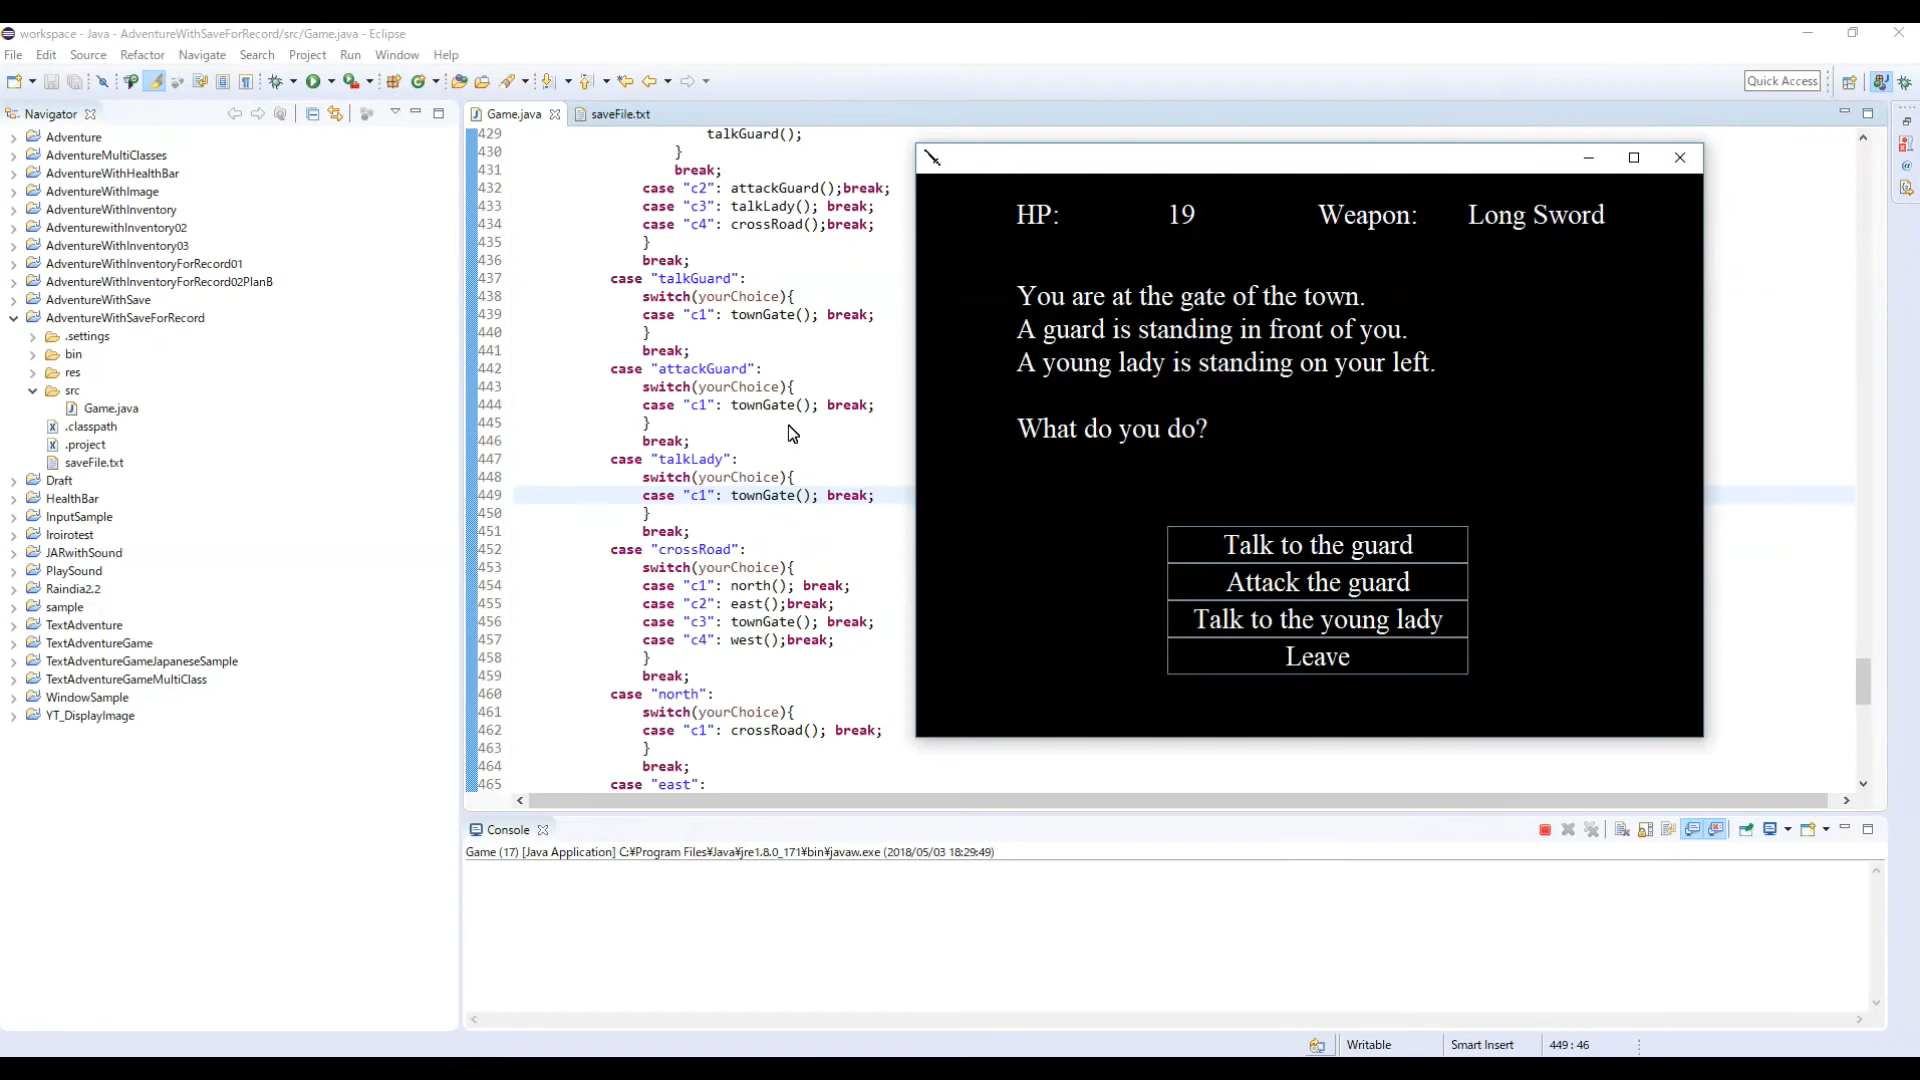 workspace - Java - AdventureWithSaveForRecord/src/Game.java - Eclipse
File Edit Source Refactor Navigate Search Project Run Window Help
Quick Access
Navigator
Adventure
AdventureMultiClasses
AdventureWithHealthBar
AdventureWithImage
AdventureWithInventory
AdventurewithInventory02
AdventureWithInventory03
AdventureWithInventoryForRecord01
AdventureWithInventoryForRecord02PlanB
AdventureWithSave
AdventureWithSaveForRecord
.settings
bin
res
src
Game.java
.classpath
.project
saveFile.txt
Draft
HealthBar
InputSample
Irorotest
JARwithSound
PlaySound
Raindia2.2
sample
TextAdventure
TextAdventureGame
TextAdventureGameJapaneseSample
TextAdventureGameMultiClass
WindowSample
YT_DisplayImage
Game.java saveFile.txt
429 talkGuard();
430 }
431 break;
432 case "c2": attackGuard();break;
433 case "c3": talkLady(); break;
434 case "c4": crossRoad();break;
435 }
436 break;
437 case "talkGuard":
438 switch(yourChoice){
439 case "c1": townGate(); break;
440 }
441 break;
442 case "attackGuard":
443 switch(yourChoice){
444 case "c1": townGate(); break;
445 }
446 break;
447 case "talkLady":
448 switch(yourChoice){
449 case "c1": townGate(); break;
450 }
451 break;
452 case "crossRoad":
453 switch(yourChoice){
454 case "c1": north(); break;
455 case "c2": east();break;
456 case "c3": townGate(); break;
457 case "c4": west();break;
458 }
459 break;
460 case "north":
461 switch(yourChoice){
462 case "c1": crossRoad(); break;
463 }
464 break;
465 case "east":
HP: 19 Weapon: Long Sword
You are at the gate of the town.
A guard is standing in front of you.
A young lady is standing on your left.
What do you do?
Talk to the guard
Attack the guard
Talk to the young lady
Leave
Console
Game (17) [Java Application] C:¥Program Files¥Java¥jre1.8.0_171¥bin¥javaw.exe (2018/05/03 18:29:49)
Writable Smart Insert 449 : 46